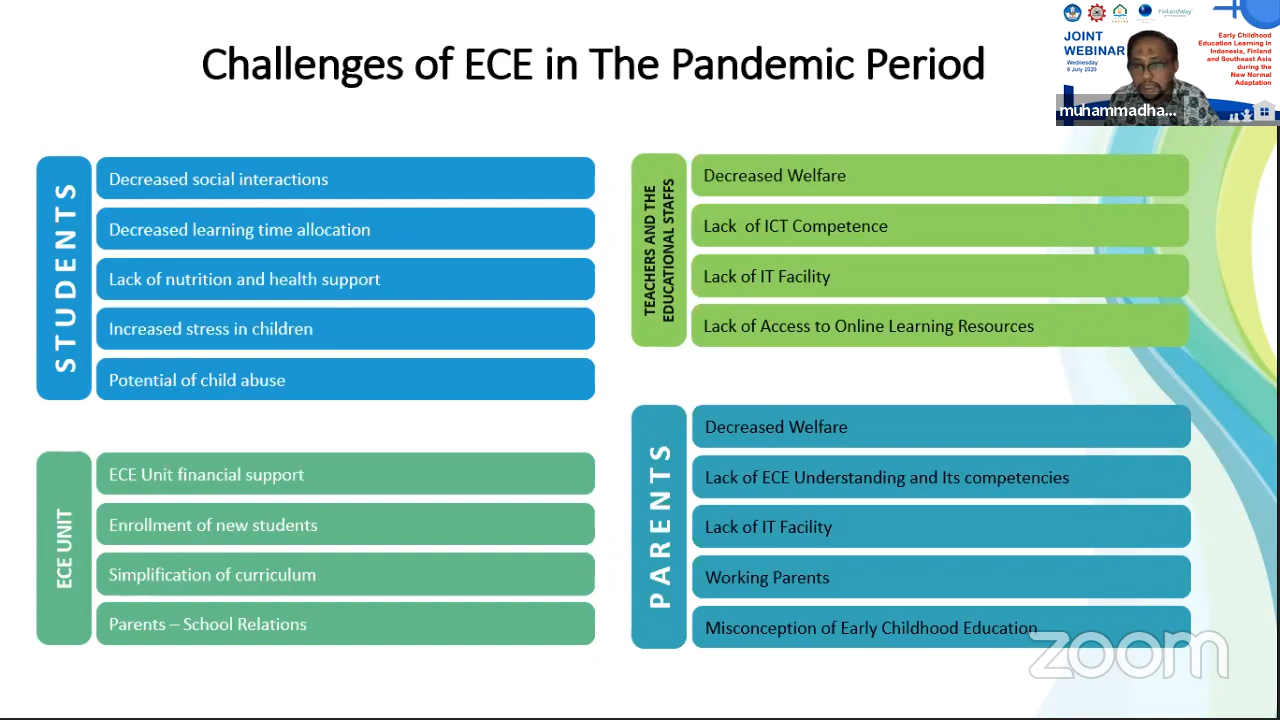 Challenges of ECE in The Pandemic Period
FinlandWay
JOINT
WEBINAR
Wednesday
Early Childhood
Education Learning in
Indonesia, Finland
and Southeast Asia
during the
New Normal
Adaptation
muhammadha...
STUDENTS
Decreased social interactions
Decreased learning time allocation
Lack of nutrition and health support
Increased stress in children
Potential of child abuse
TEACHERS AND THE
EDUCATIONAL STAFFS
Decreased Welfare
Lack of ICT Competence
Lack of IT Facility
Lack of Access to Online Learning Resources
ECE UNIT
ECE Unit financial support
Enrollment of new students
Simplification of curriculum
Parents – School Relations
PARENTS
Decreased Welfare
Lack of ECE Understanding and Its competencies
Lack of IT Facility
Working Parents
Misconception of Early Childhood Education
zoom